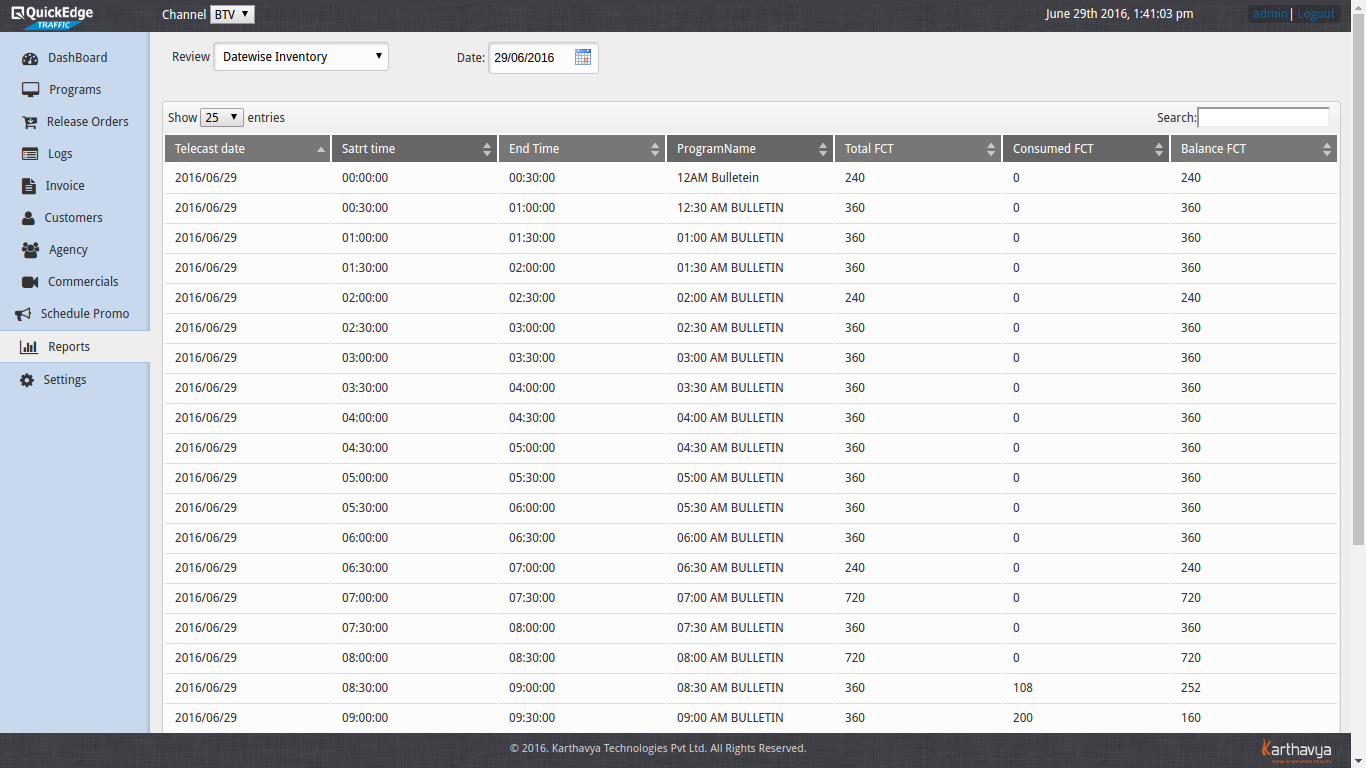 QuickEdge
TRAFFIC
Channel BTV
June 29th 2016, 1:41:03 pm
admin | Logout
DashBoard
Programs
Release Orders
Logs
Invoice
Customers
Agency
Commercials
Schedule Promo
Reports
Settings
Review Datewise Inventory Date: 29/06/2016
Show 25 entries Search:
Telecast date Satrt time End Time ProgramName Total FCT Consumed FCT Balance FCT
2016/06/29 00:00:00 00:30:00 12AM Bulletein 240 0 240
2016/06/29 00:30:00 01:00:00 12:30 AM BULLETIN 360 0 360
2016/06/29 01:00:00 01:30:00 01:00 AM BULLETIN 360 0 360
2016/06/29 01:30:00 02:00:00 01:30 AM BULLETIN 360 0 360
2016/06/29 02:00:00 02:30:00 02:00 AM BULLETIN 240 0 240
2016/06/29 02:30:00 03:00:00 02:30 AM BULLETIN 360 0 360
2016/06/29 03:00:00 03:30:00 03:00 AM BULLETIN 360 0 360
2016/06/29 03:30:00 04:00:00 03:30 AM BULLETIN 360 0 360
2016/06/29 04:00:00 04:30:00 04:00 AM BULLETIN 360 0 360
2016/06/29 04:30:00 05:00:00 04:30 AM BULLETIN 360 0 360
2016/06/29 05:00:00 05:30:00 05:00 AM BULLETIN 360 0 360
2016/06/29 05:30:00 06:00:00 05:30 AM BULLETIN 360 0 360
2016/06/29 06:00:00 06:30:00 06:00 AM BULLETIN 360 0 360
2016/06/29 06:30:00 07:00:00 06:30 AM BULLETIN 240 0 240
2016/06/29 07:00:00 07:30:00 07:00 AM BULLETIN 720 0 720
2016/06/29 07:30:00 08:00:00 07:30 AM BULLETIN 360 0 360
2016/06/29 08:00:00 08:30:00 08:00 AM BULLETIN 720 0 720
2016/06/29 08:30:00 09:00:00 08:30 AM BULLETIN 360 108 252
2016/06/29 09:00:00 09:30:00 09:00 AM BULLETIN 360 200 160
© 2016. Karthavya Technologies Pvt Ltd. All Rights Reserved.
Karthavya